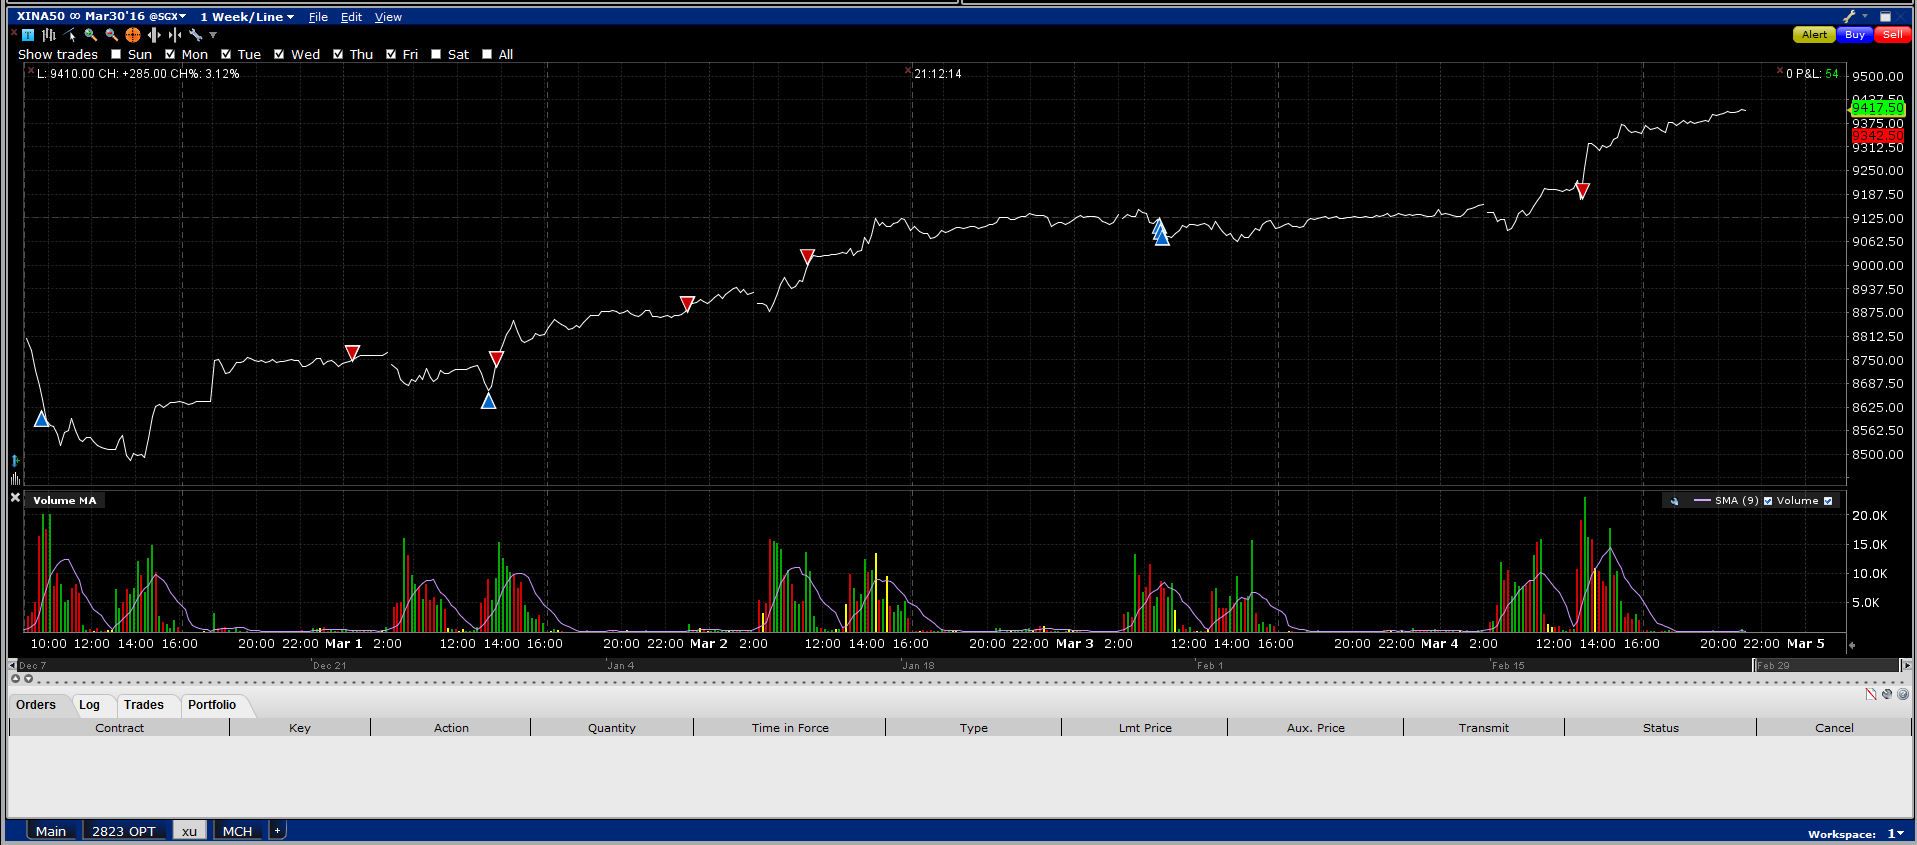 XINA50 ∞ Mar30'16 @SGX▾ 1 Week/Line▾ File Edit View
Alert Buy Sell
Show trades Sun Mon Tue Wed Thu Fri Sat All
L: 9410.00 CH: +285.00 CH%: 3.12%
21:12:14
0 P&L: 54
9500.00
9437.50
9417.50
9375.00
9342.50
9312.50
9250.00
9187.50
9125.00
9062.50
9000.00
8937.50
8875.00
8812.50
8750.00
8687.50
8625.00
8562.50
8500.00
Volume MA
SMA (9) Volume
20.0K
15.0K
10.0K
5.0K
10:00 12:00 14:00 16:00 20:00 22:00 Mar 1 12:00 14:00 16:00 20:00 22:00 Mar 2 2:00 12:00 14:00 16:00 20:00 22:00 Mar 3 2:00 12:00 14:00 16:00 20:00 22:00 Mar 4 2:00 12:00 14:00 16:00 20:00 22:00 Mar 5
Dec 7 Dec 21 Jan 4 Jan 18 Feb 1 Feb 15 Feb 29
Orders Log Trades Portfolio
Contract Key Action Quantity Time in Force Type Lmt Price Aux. Price Transmit Status Cancel
Main 2823 OPT xu MCH +
Workspace: 1▾